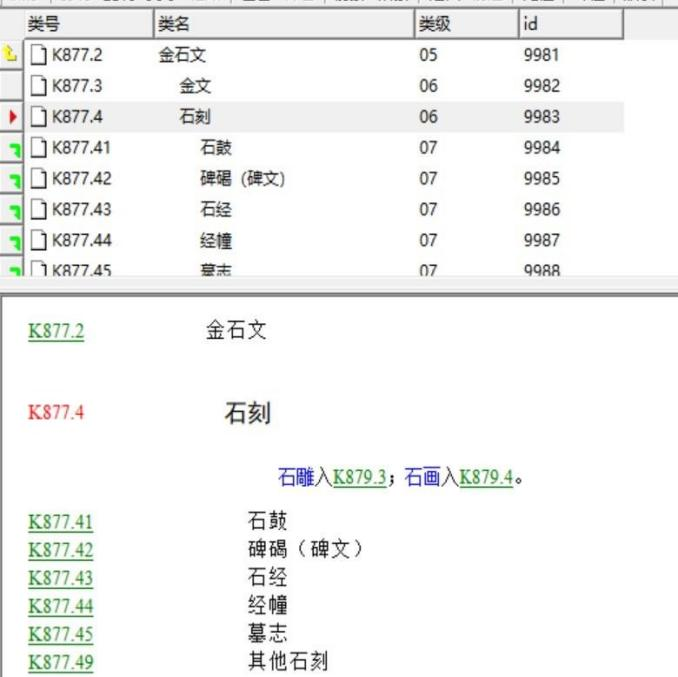 类号 类名 类级 id
K877.2 金石文 05 9981
K877.3 金文 06 9982
K877.4 石刻 06 9983
K877.41 石鼓 07 9984
K877.42 碑碣（碑文） 07 9985
K877.43 石经 07 9986
K877.44 经幢 07 9987
K877.45 墓志 07 9988
K877.2 金石文
K877.4 石刻
石雕入K879.3；石画入K879.4。
K877.41 石鼓
K877.42 碑碣（碑文）
K877.43 石经
K877.44 经幢
K877.45 墓志
K877.49 其他石刻